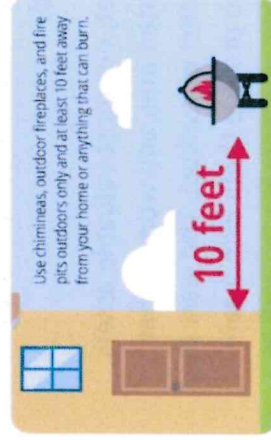 Use chimineas, outdoor fireplaces, and fire
pits outdoors only and at least 10 feet away
from your home or anything that can burn.
10 feet